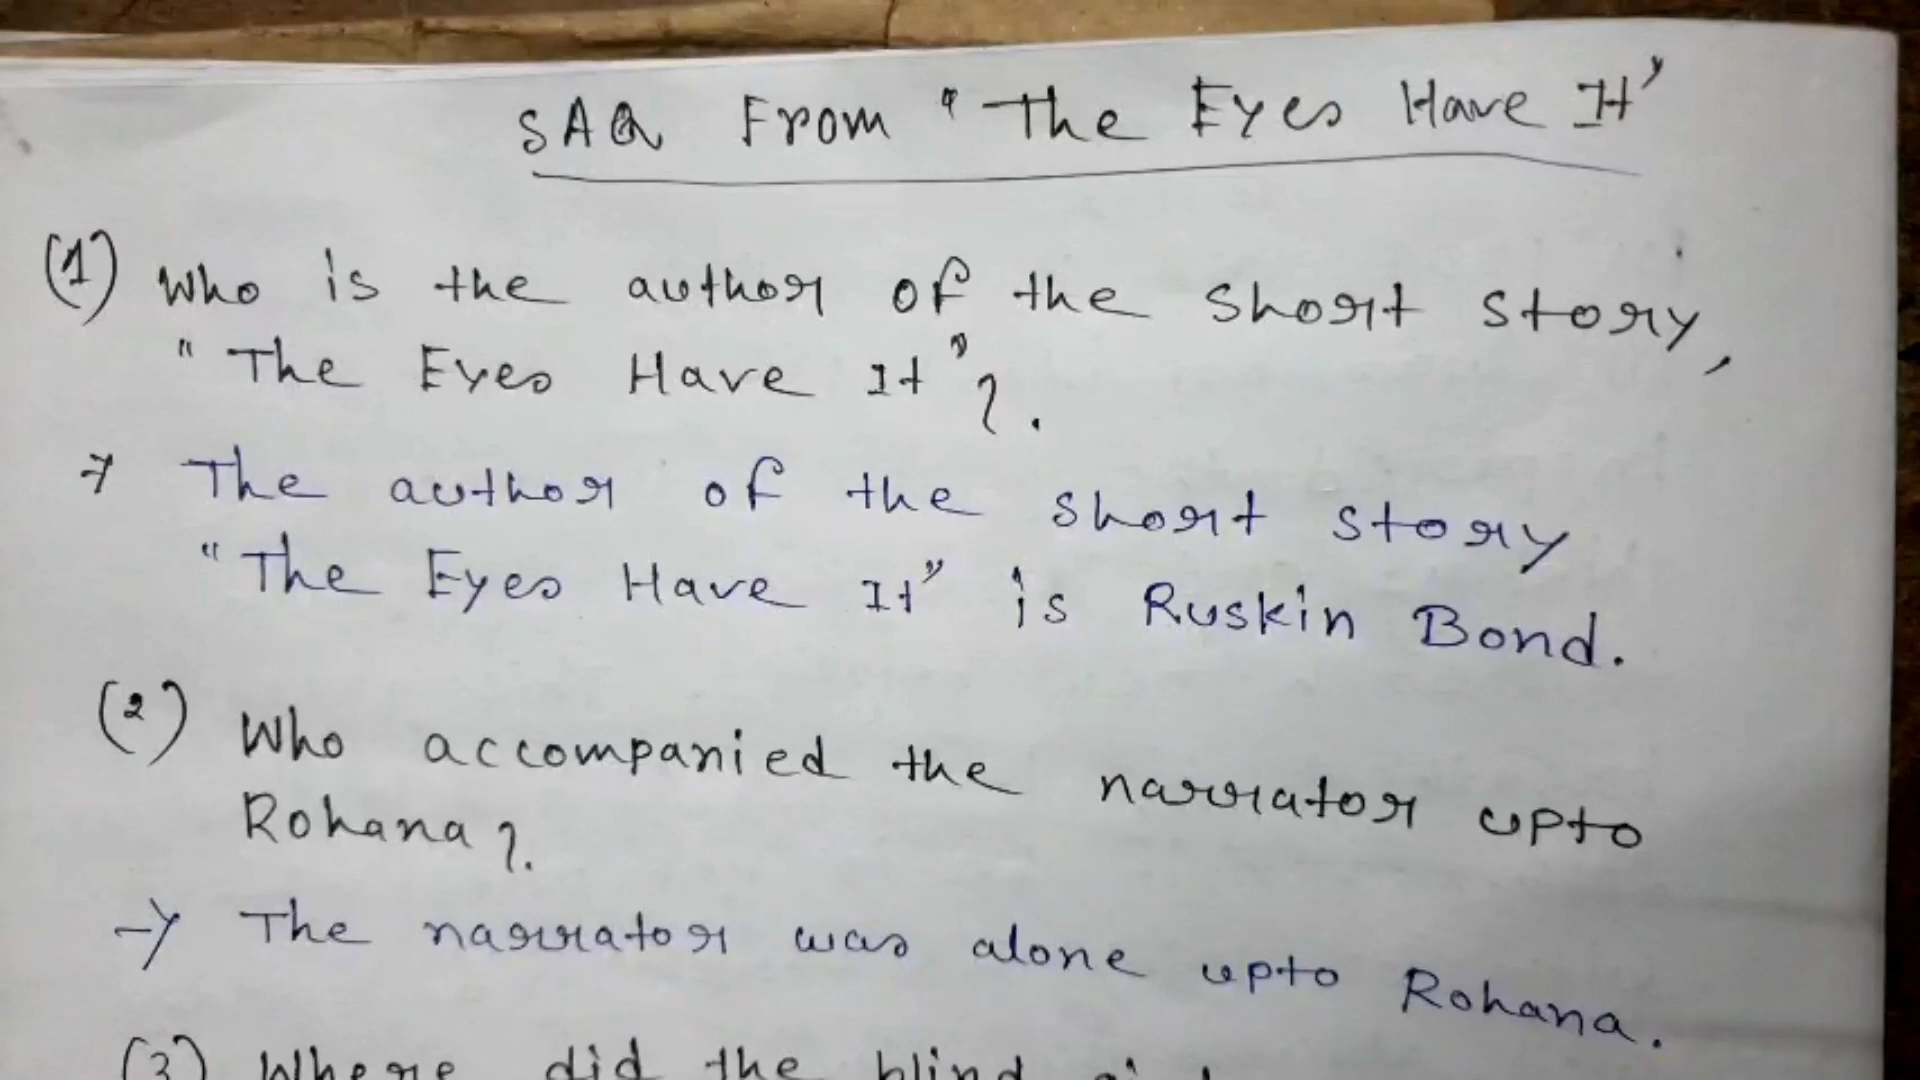 SAQ From "The Eyes Have It"
(1) Who is the author of the short story,
"The Eyes Have It"?.
→ The author of the short story
"The Eyes Have It" is Ruskin Bond.
(2) Who accompanied the narrator upto
Rohana?.
→ The narrator was alone upto Rohana.
(3) Where did the blind